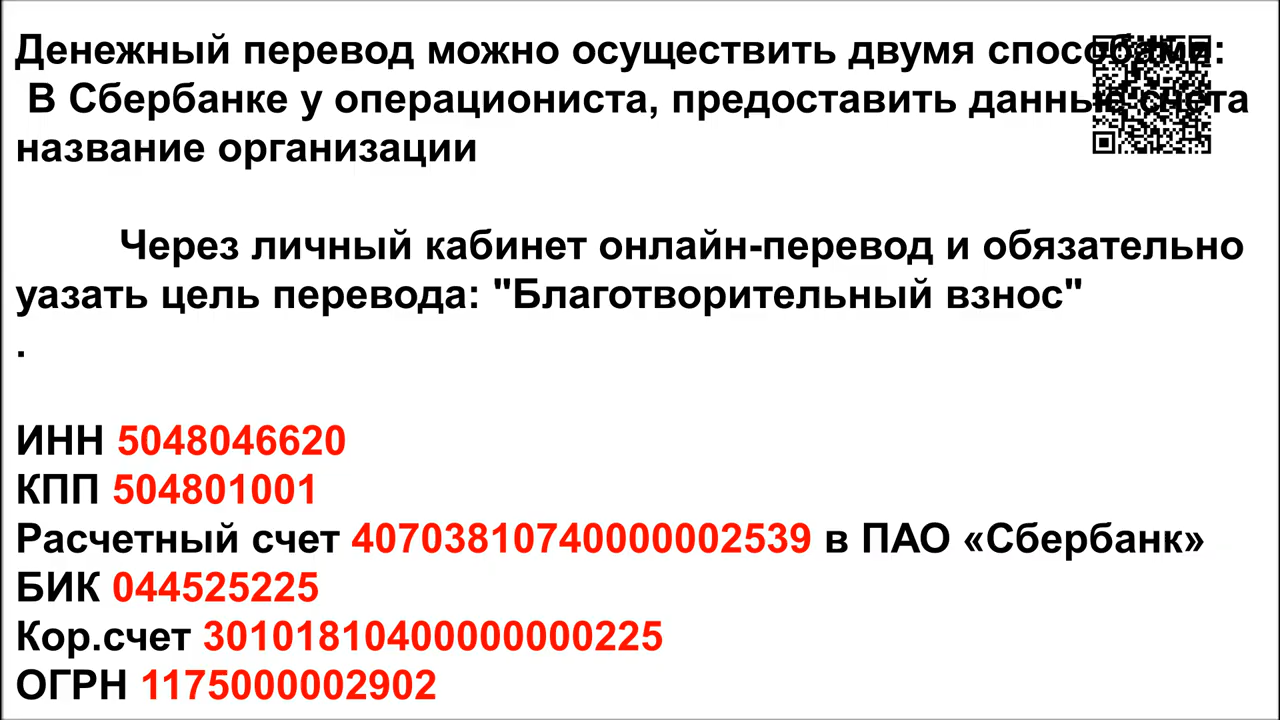 Денежный перевод можно осуществить двумя способами:
В Сбербанке у операциониста, предоставить данные счета
название организации
Через личный кабинет онлайн-перевод и обязательно
уазать цель перевода: "Благотворительный взнос"
.
ИНН 5048046620
КПП 504801001
Расчетный счет 40703810740000002539 в ПАО «Сбербанк»
БИК 044525225
Кор.счет 30101810400000000225
ОГРН 1175000002902